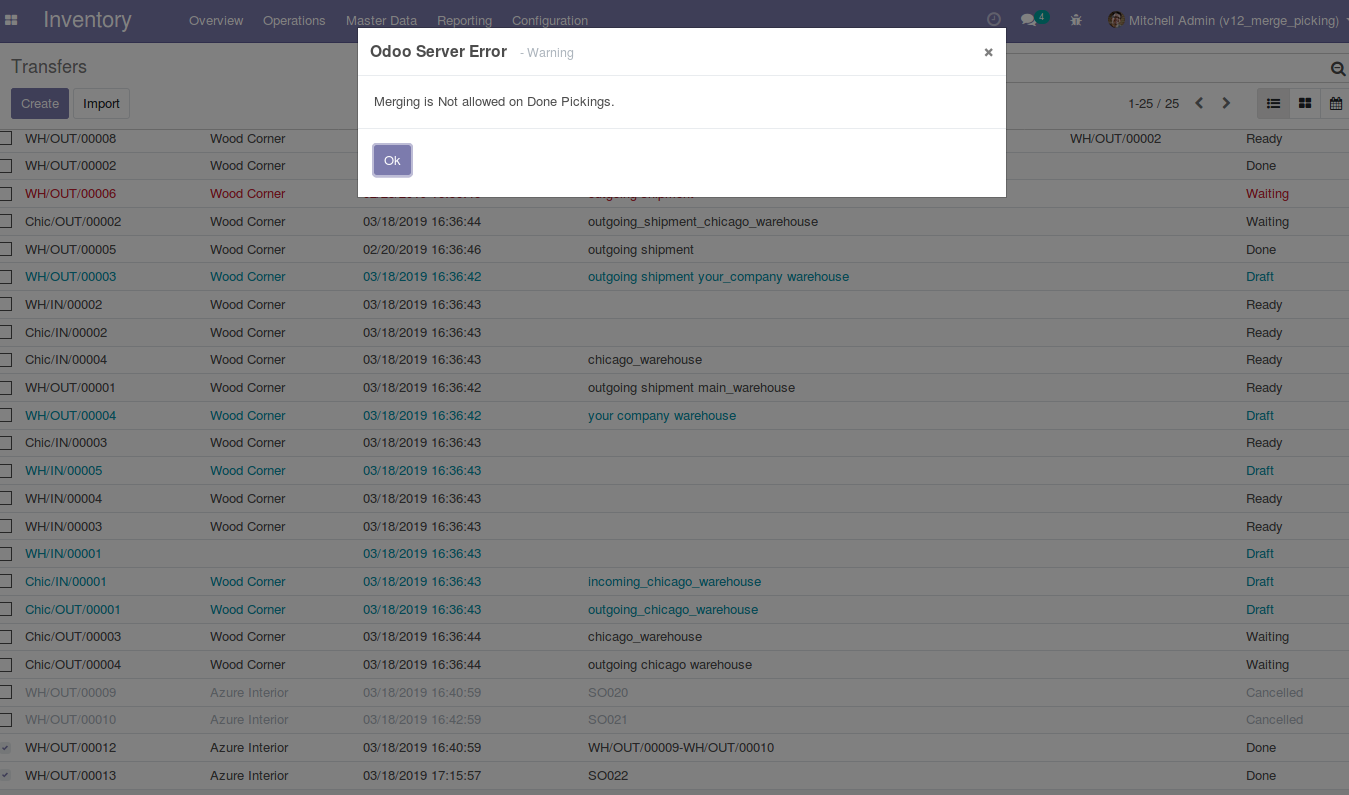 Inventory Overview Operations Master Data Reporting Configuration 4 Mitchell Admin (v12_merge_picking)
Odoo Server Error - Warning ×
Transfers
Merging is Not allowed on Done Pickings.
Create Import 1-25 / 25
WH/OUT/00008 Wood Corner WH/OUT/00002 Ready
Ok
WH/OUT/00002 Wood Corner Done
WH/OUT/00006 Wood Corner Waiting
Chic/OUT/00002 Wood Corner 03/18/2019 16:36:44 outgoing_shipment_chicago_warehouse Waiting
WH/OUT/00005 Wood Corner 02/20/2019 16:36:46 outgoing shipment Done
WH/OUT/00003 Wood Corner 03/18/2019 16:36:42 outgoing shipment your_company warehouse Draft
WH/IN/00002 Wood Corner 03/18/2019 16:36:43 Ready
Chic/IN/00002 Wood Corner 03/18/2019 16:36:43 Ready
Chic/IN/00004 Wood Corner 03/18/2019 16:36:43 chicago_warehouse Ready
WH/OUT/00001 Wood Corner 03/18/2019 16:36:42 outgoing shipment main_warehouse Ready
WH/OUT/00004 Wood Corner 03/18/2019 16:36:42 your company warehouse Draft
Chic/IN/00003 Wood Corner 03/18/2019 16:36:43 Ready
WH/IN/00005 Wood Corner 03/18/2019 16:36:43 Draft
WH/IN/00004 Wood Corner 03/18/2019 16:36:43 Ready
WH/IN/00003 Wood Corner 03/18/2019 16:36:43 Ready
WH/IN/00001 03/18/2019 16:36:43 Draft
Chic/IN/00001 Wood Corner 03/18/2019 16:36:43 incoming_chicago_warehouse Draft
Chic/OUT/00001 Wood Corner 03/18/2019 16:36:43 outgoing_chicago_warehouse Draft
Chic/OUT/00003 Wood Corner 03/18/2019 16:36:44 chicago_warehouse Waiting
Chic/OUT/00004 Wood Corner 03/18/2019 16:36:44 outgoing chicago warehouse Waiting
WH/OUT/00009 Azure Interior 03/18/2019 16:40:59 SO020 Cancelled
WH/OUT/00010 Azure Interior 03/18/2019 16:42:59 SO021 Cancelled
WH/OUT/00012 Azure Interior 03/18/2019 16:40:59 WH/OUT/00009-WH/OUT/00010 Done
WH/OUT/00013 Azure Interior 03/18/2019 17:15:57 SO022 Done